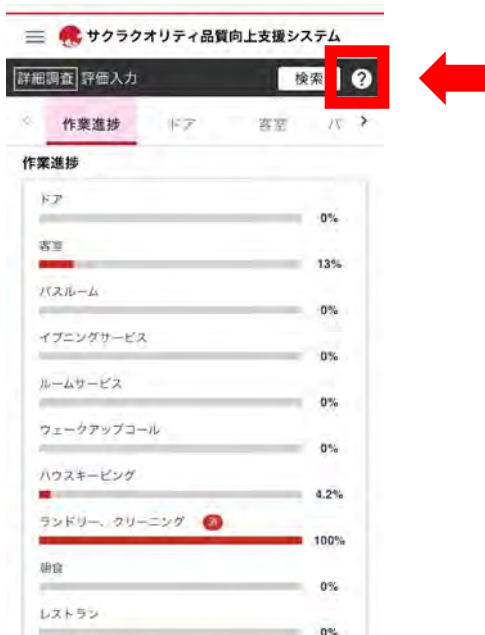 サクラクオリティ品質向上支援システム
詳細調査 評価入力 検索 ?
作業進捗 ドア 客室 バ
作業進捗
ドア
0%
客室
13%
バスルーム
0%
イブニングサービス
0%
ルームサービス
0%
ウェークアップコール
0%
ハウスキーピング
4.2%
ランドリー、クリーニング 済
100%
朝食
0%
レストラン
0%